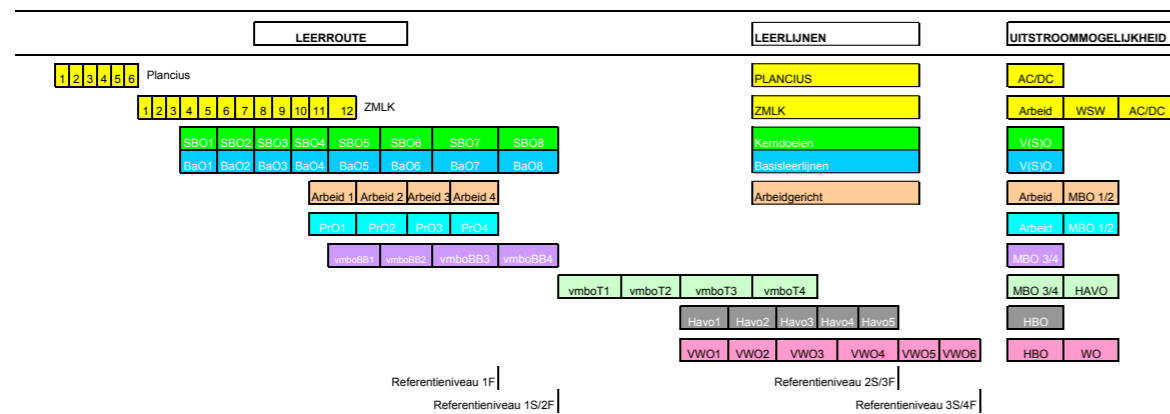 LEERROUTE LEERLIJNEN UITSTROOMMOGELIJKHEID
1 2 3 4 5 6 Plancius PLANCIUS AC/DC
1 2 3 4 5 6 7 8 9 10 11 12 ZMLK ZMLK Arbeid WSW AC/DC
SBO1 SBO2 SBO3 SBO4 SBO5 SBO6 SBO7 SBO8 Kerndoelen V(S)O
BaO1 BaO2 BaO3 BaO4 BaO5 BaO6 BaO7 BaO8 Basisleerlijnen V(S)O
Arbeid 1 Arbeid 2 Arbeid 3 Arbeid 4 Arbeidgericht Arbeid MBO 1/2
PrO1 PrO2 PrO3 PrO4 Arbeid MBO 1/2
vmboBB1 vmboBB2 vmboBB3 vmboBB4 MBO 3/4
vmboT1 vmboT2 vmboT3 vmboT4 MBO 3/4 HAVO
Havo1 Havo2 Havo3 Havo4 Havo5 HBO
VWO1 VWO2 VWO3 VWO4 VWO5 VWO6 HBO WO
Referentieniveau 1F Referentieniveau 2S/3F
Referentieniveau 1S/2F Referentieniveau 3S/4F